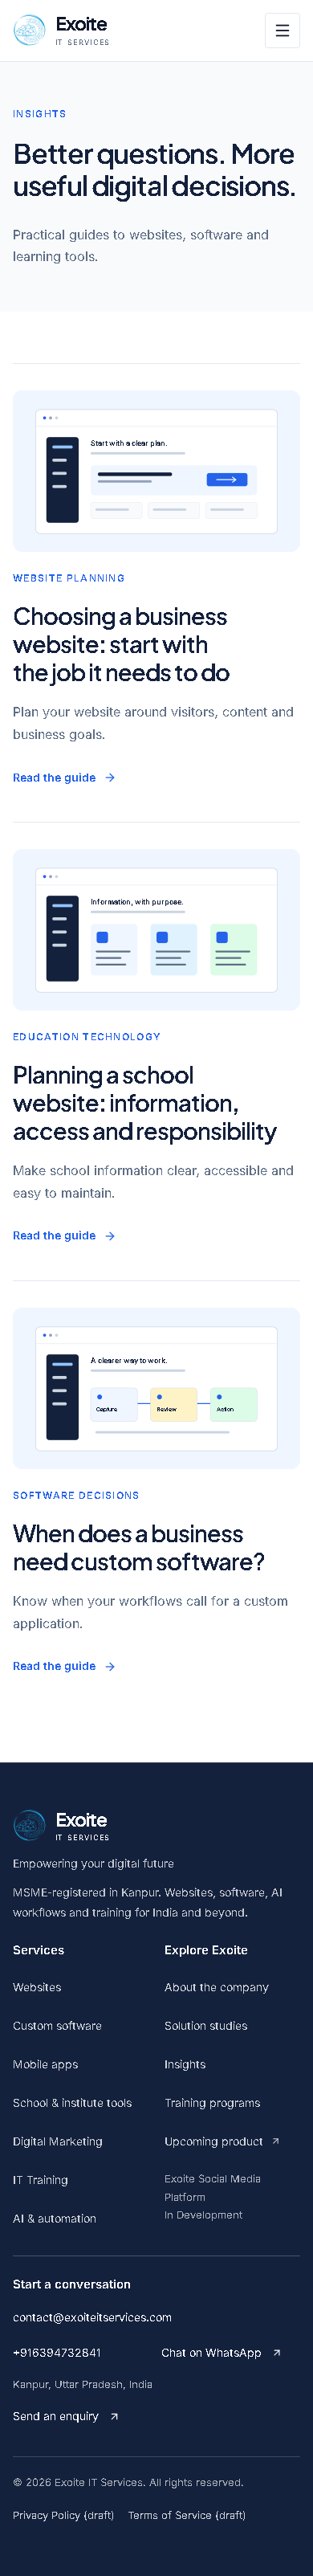 Exoite
IT SERVICES
INSIGHTS
Better questions. More
useful digital decisions.
Practical guides to websites, software and
learning tools.
Start with a clear plan.
WEBSITE PLANNING
Choosing a business
website: start with
the job it needs to do
Plan your website around visitors, content and
business goals.
Read the guide →
Information, with purpose.
EDUCATION TECHNOLOGY
Planning a school
website: information,
access and responsibility
Make school information clear, accessible and
easy to maintain.
Read the guide →
A clearer way to work.
Capture Review Action
SOFTWARE DECISIONS
When does a business
need custom software?
Know when your workflows call for a custom
application.
Read the guide →
Exoite
IT SERVICES
Empowering your digital future
MSME-registered in Kanpur. Websites, software, AI
workflows and training for India and beyond.
Services
Websites
Custom software
Mobile apps
School & institute tools
Digital Marketing
IT Training
AI & automation
Explore Exoite
About the company
Solution studies
Insights
Training programs
Upcoming product ↗
Exoite Social Media
Platform
In Development
Start a conversation
contact@exoiteitservices.com
+916394732841
Chat on WhatsApp ↗
Kanpur, Uttar Pradesh, India
Send an enquiry ↗
© 2026 Exoite IT Services. All rights reserved.
Privacy Policy (draft) Terms of Service (draft)